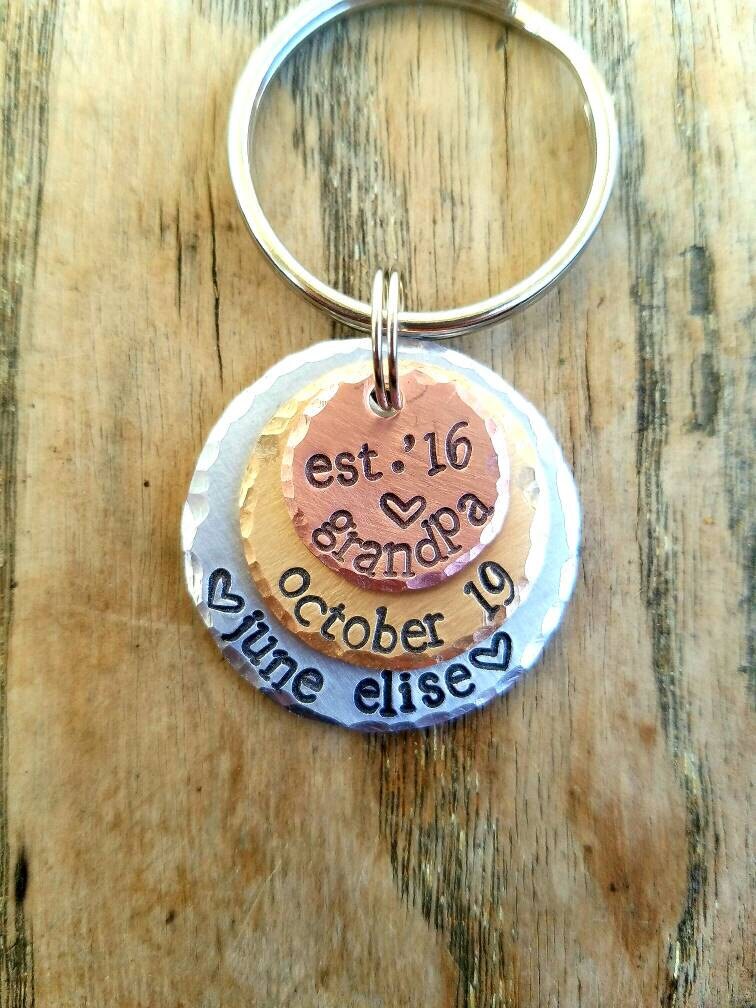 est.'16
grandpa
october 19
june elise